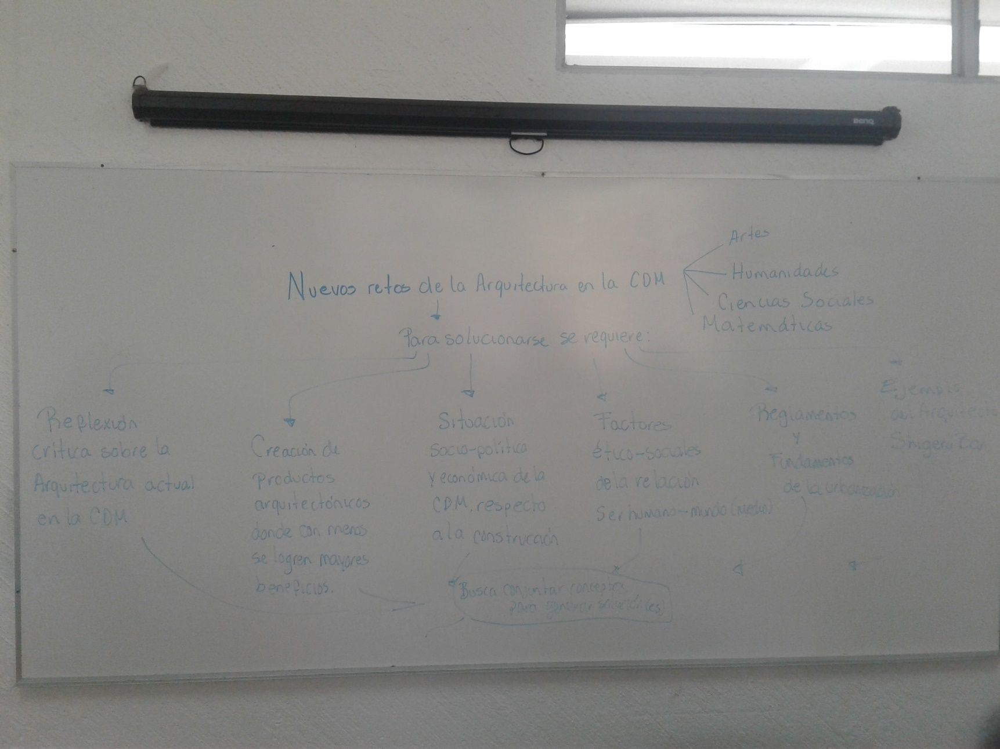 BenQ
Nuevos retos de la Arquitectura en la CDM
Artes
Humanidades
Ciencias Sociales
Matemáticas
Para solucionarse se requiere:
Reflexión
crítica sobre la
Arquitectura actual
en la CDM
Creación de
productos
arquitectónicos
donde con menos
se logren mayores
beneficios.
Situación
socio-política
y económica de la
CDM, respecto
a la construcción
Factores
ético-sociales
de la relación
Ser humano-mundo (Medio)
Reglamentos
y
Fundamentos
de la urbanización
Ejemplo
del Arquitecto
Shigeru Ban
Busca conjuntar conceptos
para generar